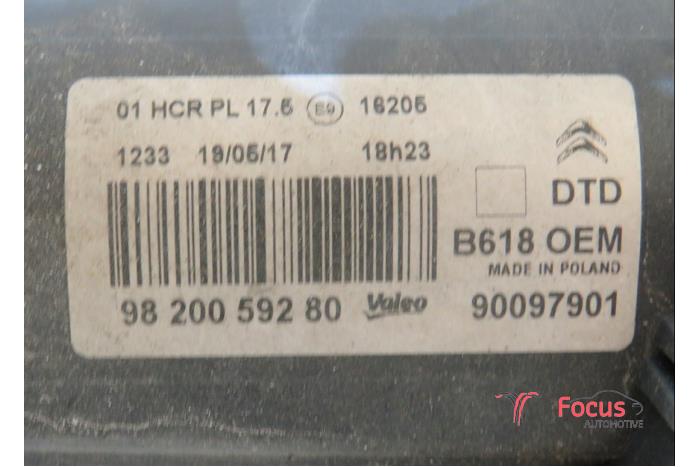 01 HCR PL 17.5 E9 16205
1233 19/05/17 18h23
DTD
B618 OEM
MADE IN POLAND
98 200 592 80 Valeo 90097901
Focus
AUTOMOTIVE